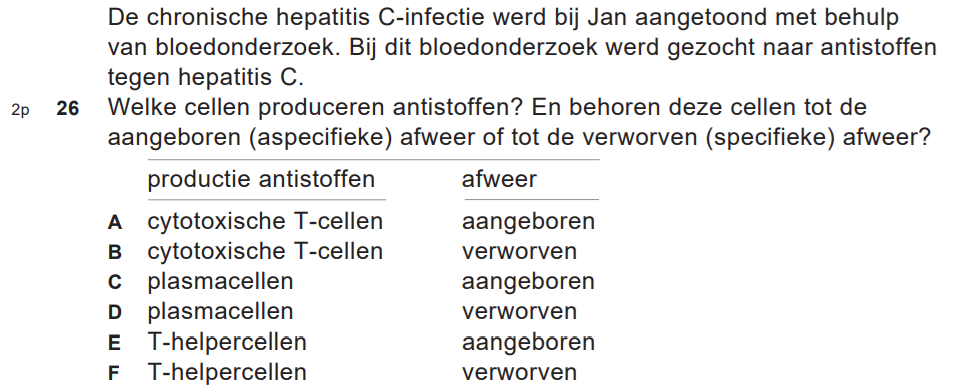 De chronische hepatitis C-infectie werd bij Jan aangetoond met behulp
van bloedonderzoek. Bij dit bloedonderzoek werd gezocht naar antistoffen
tegen hepatitis C.
2p 26 Welke cellen produceren antistoffen? En behoren deze cellen tot de
aangeboren (aspecifieke) afweer of tot de verworven (specifieke) afweer?
productie antistoffen afweer
A cytotoxische T-cellen aangeboren
B cytotoxische T-cellen verworven
C plasmacellen aangeboren
D plasmacellen verworven
E T-helpercellen aangeboren
F T-helpercellen verworven